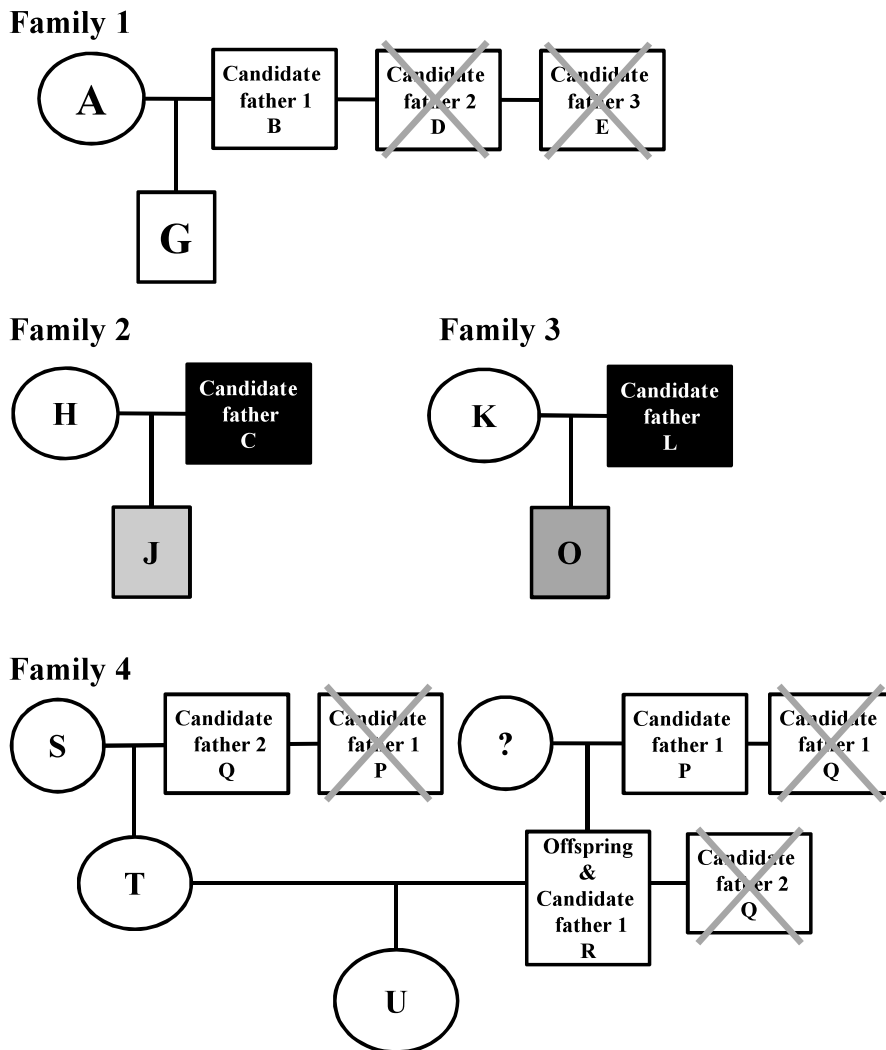 Family 1
A
Candidate
father 1
B
Candidate
father 2
D
Candidate
father 3
E
G
Family 2
Family 3
H
Candidate
father
C
K
Candidate
father
L
J
O
Family 4
S
Candidate
father 2
Q
Candidate
father 1
P
?
Candidate
father 1
P
Candidate
father 1
Q
T
Offspring
&
Candidate
father 1
R
Candidate
father 2
Q
U